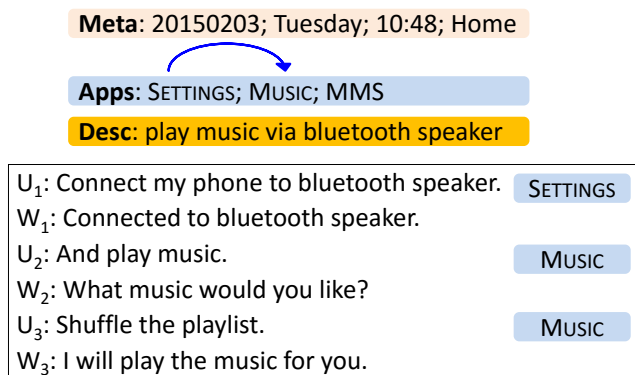 Meta: 20150203; Tuesday; 10:48; Home
Apps: SETTINGS; MUSIC; MMS
Desc: play music via bluetooth speaker
U1: Connect my phone to bluetooth speaker. SETTINGS
W1: Connected to bluetooth speaker.
U2: And play music. MUSIC
W2: What music would you like?
U3: Shuffle the playlist. MUSIC
W3: I will play the music for you.